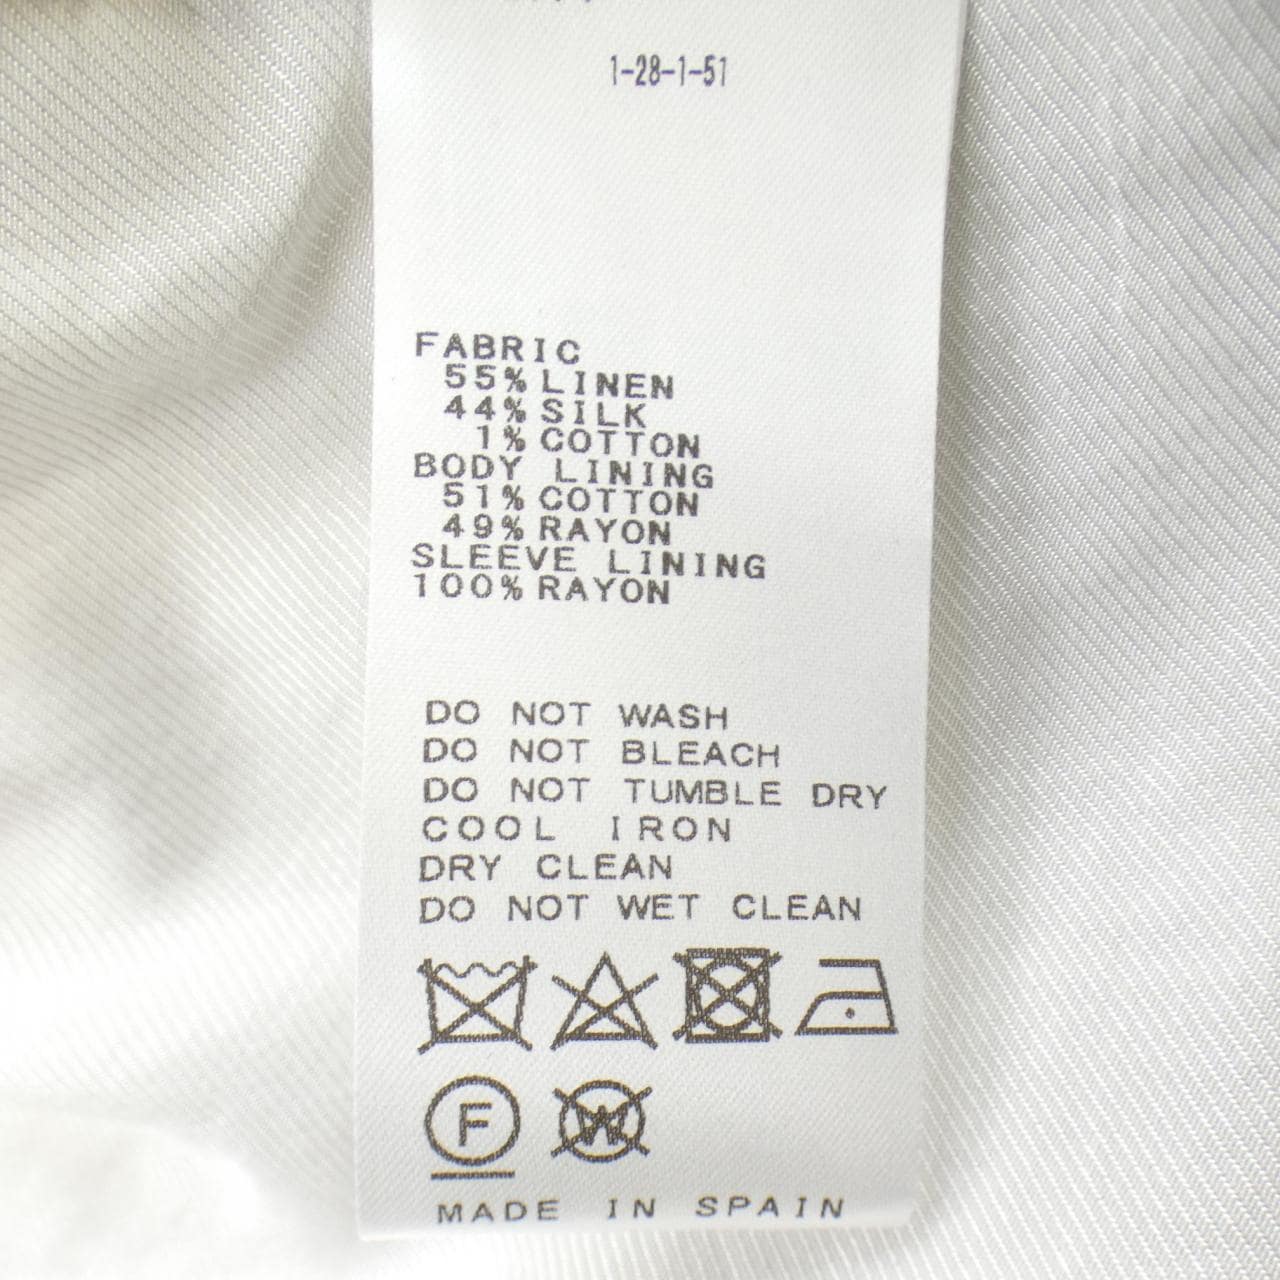 1-28-1-51
FABRIC
55% LINEN
44% SILK
1% COTTON
BODY LINING
51% COTTON
49% RAYON
SLEEVE LINING
100% RAYON
DO NOT WASH
DO NOT BLEACH
DO NOT TUMBLE DRY
COOL IRON
DRY CLEAN
DO NOT WET CLEAN
F W
MADE IN SPAIN